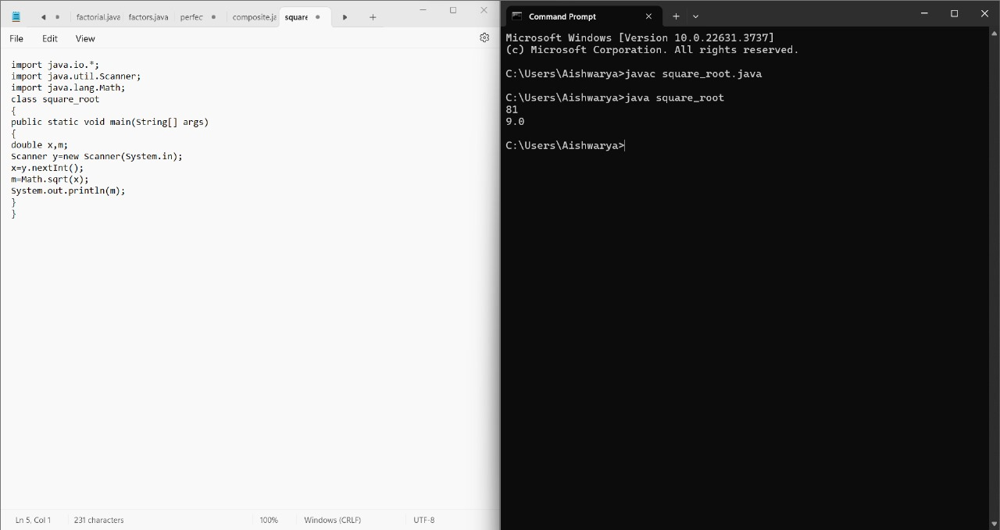 factorial.java factors.java perfec composite.ja square
File Edit View
import java.io.*;
import java.util.Scanner;
import java.lang.Math;
class square_root
{
public static void main(String[] args)
{
double x,m;
Scanner y=new Scanner(System.in);
x=y.nextInt();
m=Math.sqrt(x);
System.out.println(m);
}
}
Ln 5, Col 1 231 characters 100% Windows (CRLF) UTF-8
Command Prompt
Microsoft Windows [Version 10.0.22631.3737]
(c) Microsoft Corporation. All rights reserved.
C:\Users\Aishwarya>javac square_root.java
C:\Users\Aishwarya>java square_root
81
9.0
C:\Users\Aishwarya>